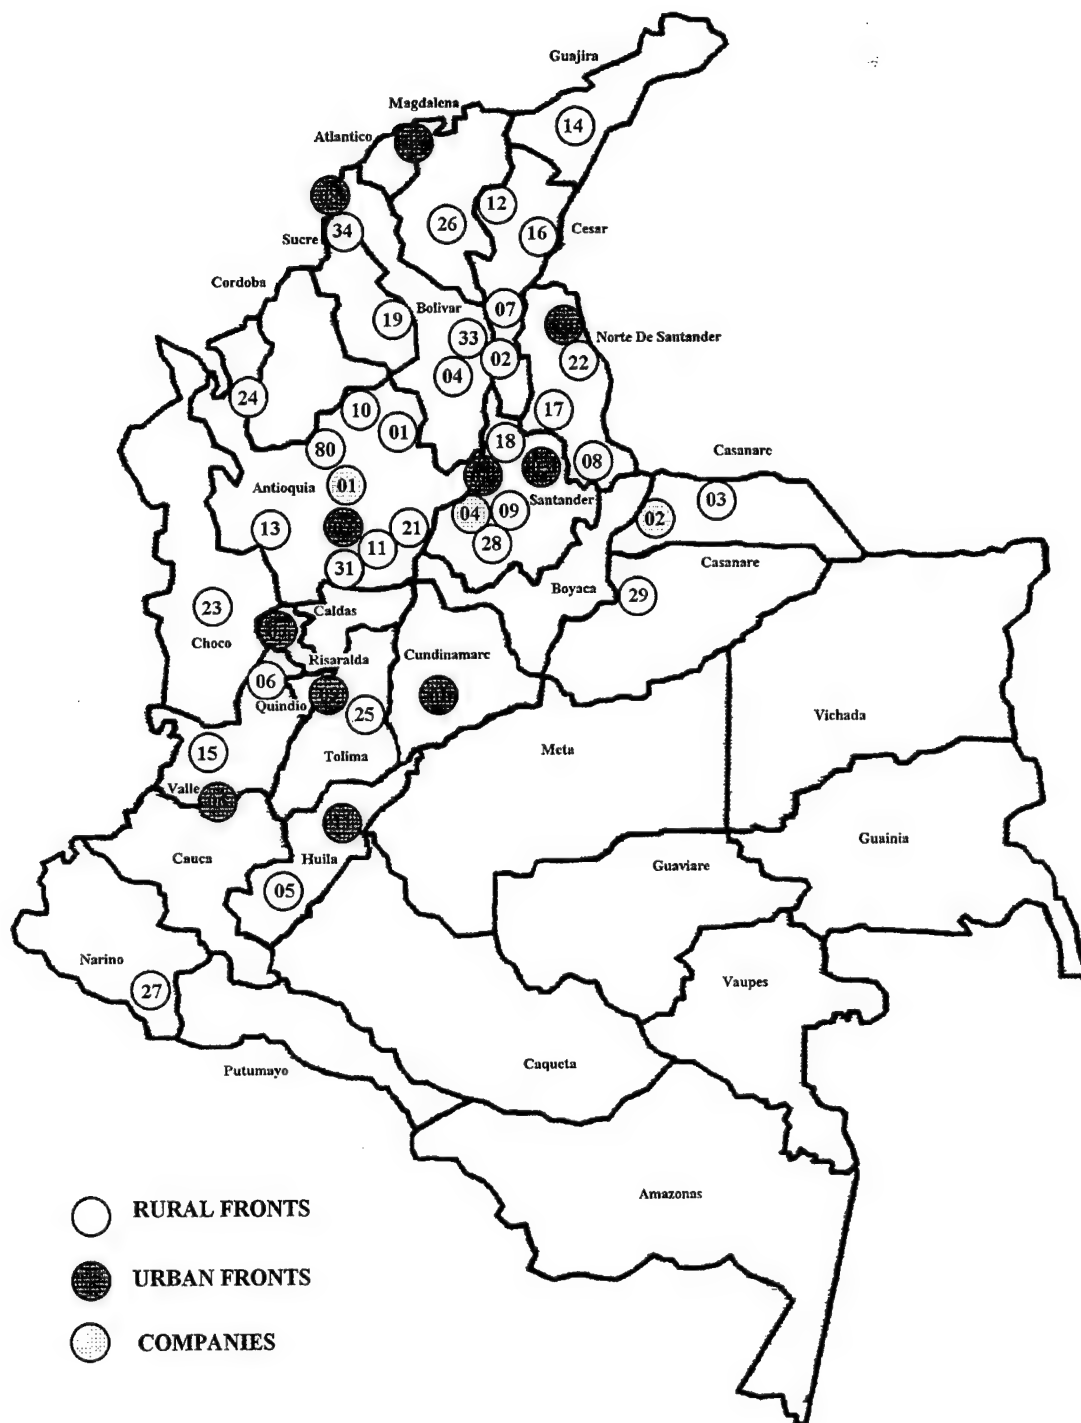 Guajira
Magdalena
14
Atlantico
12
26
16
Cesar
34
Sucre
Cordoba
Bolivar
07
19
33
Norte De Santander
02
22
04
24
10
17
01
18
80
08
Casanare
01
Antioquia
Santander
03
04
09
02
13
21
11
28
31
Casanare
Boyaca
29
23
Caldas
Choco
Risaralda
Cundinamarc
06
Quindio
09
25
Vichada
15
Tolima
Meta
Valle
Cauca
Huila
Guaviare
Guainia
05
Narino
27
Vaupes
Putumayo
Caqueta
Amazonas
RURAL FRONTS
URBAN FRONTS
COMPANIES